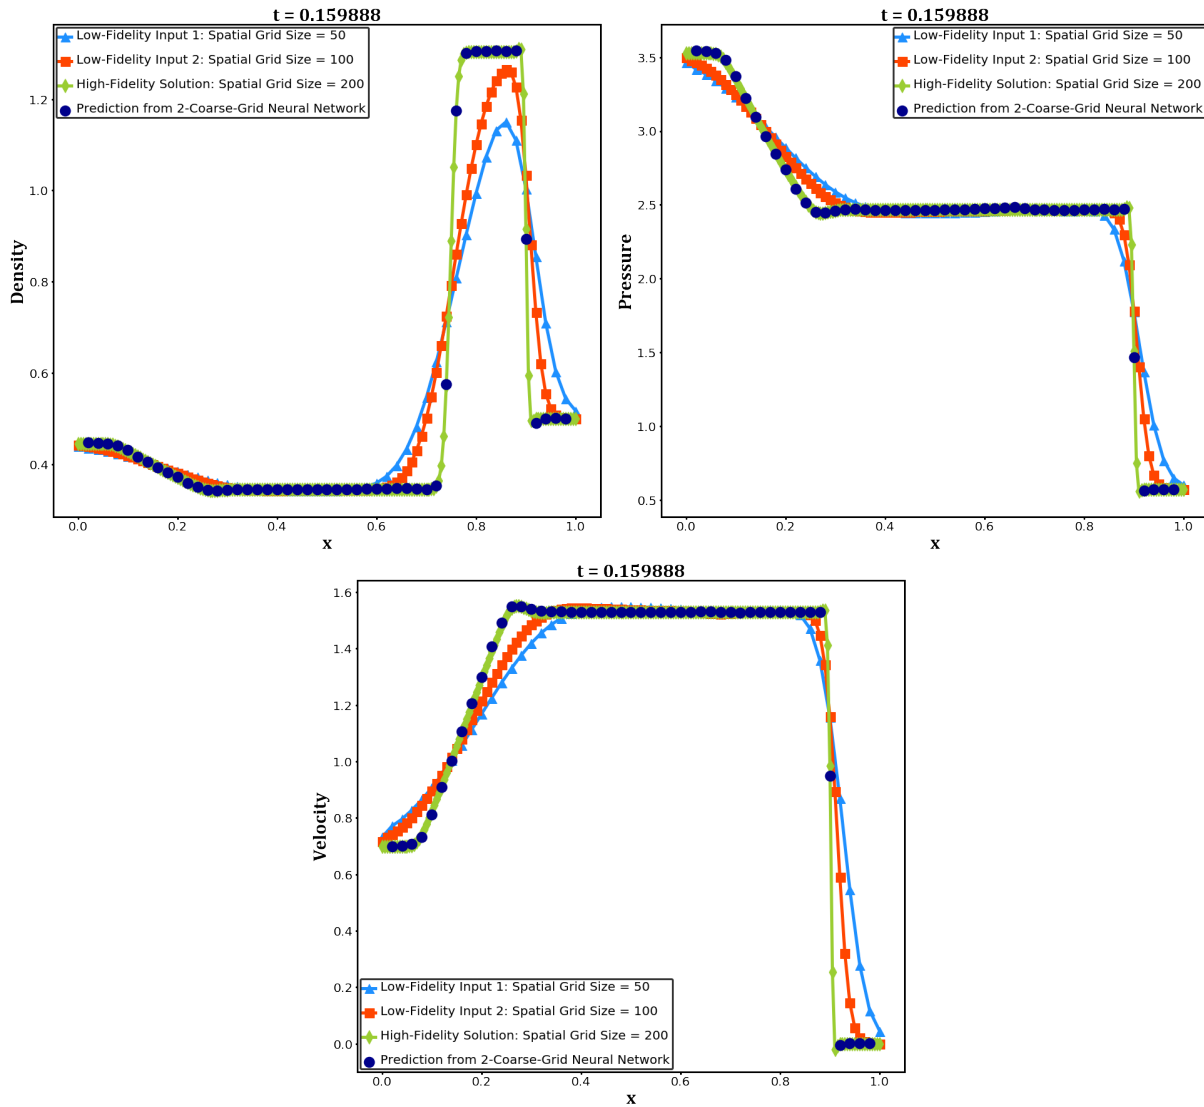 t = 0.159888
Low-Fidelity Input 1: Spatial Grid Size = 50
Low-Fidelity Input 2: Spatial Grid Size = 100
High-Fidelity Solution: Spatial Grid Size = 200
Prediction from 2-Coarse-Grid Neural Network
Density
1.2
1.0
0.8
0.6
0.4
0.0 0.2 0.4 0.6 0.8 1.0
x
t = 0.159888
Low-Fidelity Input 1: Spatial Grid Size = 50
Low-Fidelity Input 2: Spatial Grid Size = 100
High-Fidelity Solution: Spatial Grid Size = 200
Prediction from 2-Coarse-Grid Neural Network
Pressure
3.5
3.0
2.5
2.0
1.5
1.0
0.5
0.0 0.2 0.4 0.6 0.8 1.0
x
t = 0.159888
Velocity
1.6
1.4
1.2
1.0
0.8
0.6
0.4
0.2
0.0
Low-Fidelity Input 1: Spatial Grid Size = 50
Low-Fidelity Input 2: Spatial Grid Size = 100
High-Fidelity Solution: Spatial Grid Size = 200
Prediction from 2-Coarse-Grid Neural Network
0.0 0.2 0.4 0.6 0.8 1.0
x